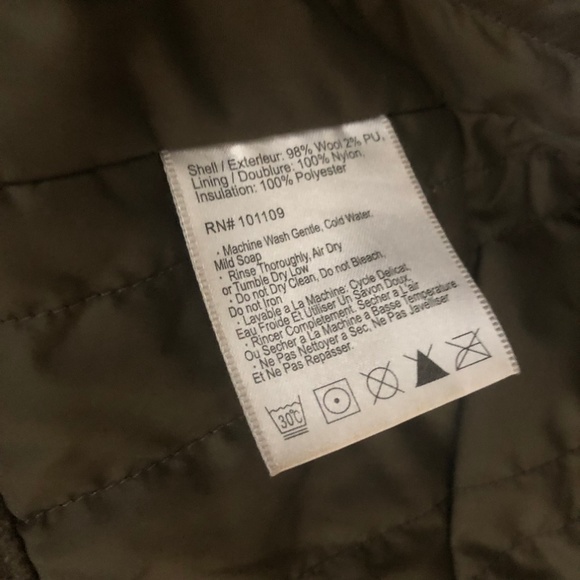 Shell / Exterieur: 98% Wool 2% PU,
Lining / Doublure: 100% Nylon,
Insulation: 100% Polyester
RN# 101109
· Machine Wash Gentle, Cold Water
Mild Soap
· Rinse Thoroughly, Air Dry
or Tumble Dry Low
· Do not Dry Clean, Do not Bleach,
Do not Iron
· Lavable a La Machine: Cycle Delicat,
Eau Froide Et Utiliser Un Savon Doux,
· Rincer Completement, Secher a L'air
Ou Secher a La Machine a Basse Temperature
· Ne Pas Nettoyer a Sec, Ne Pas Javelliser
Et Ne Pas Repasser.
30°C